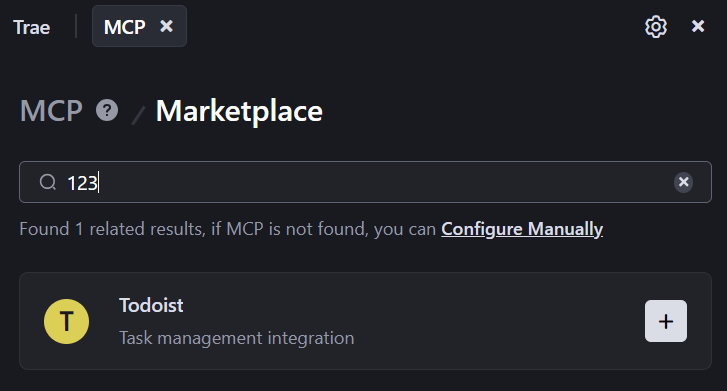 Trae MCP
MCP ? / Marketplace
123
Found 1 related results, if MCP is not found, you can Configure Manually
T Todoist
Task management integration